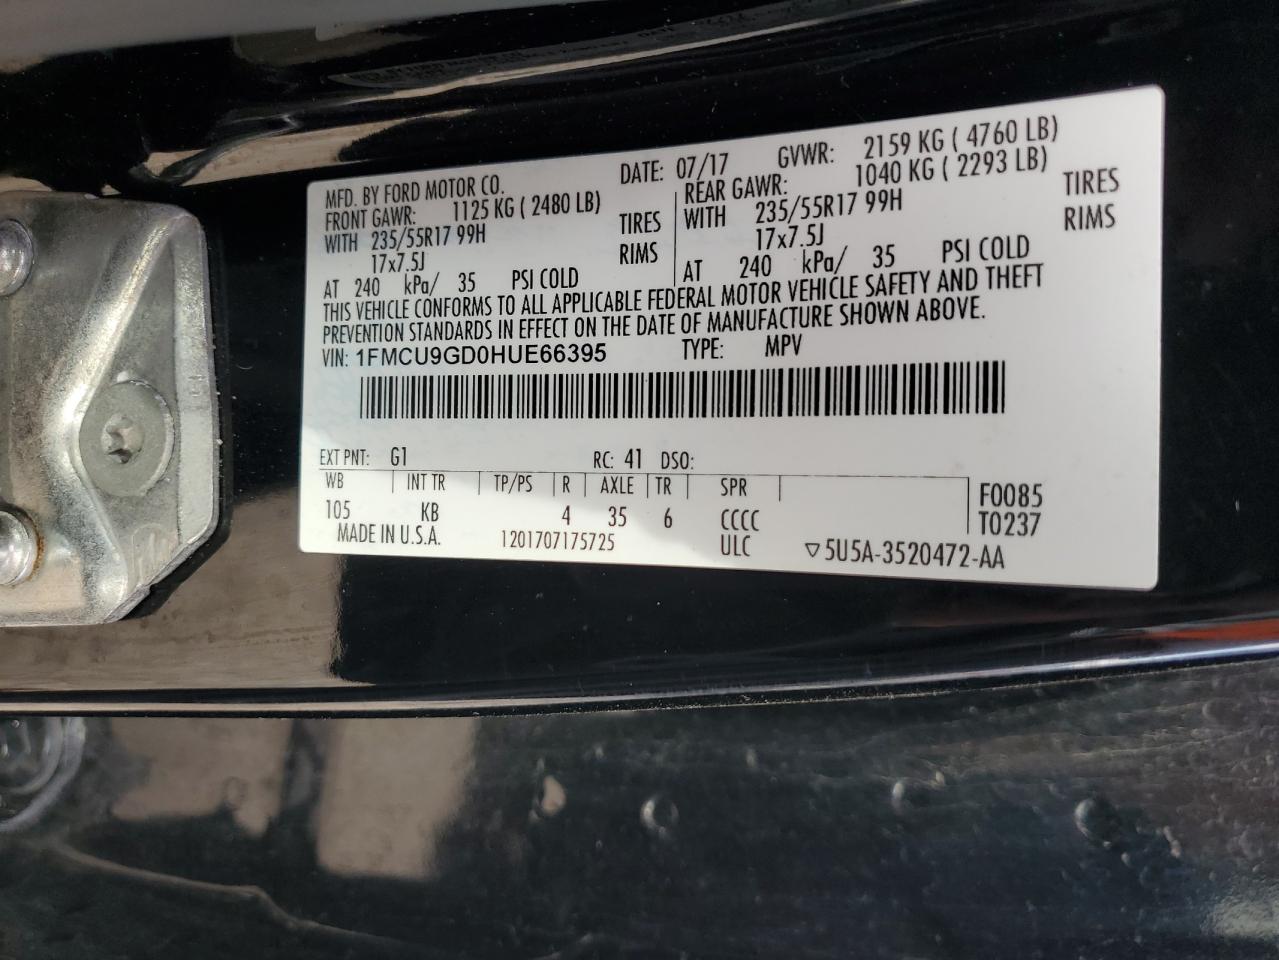 MFD. BY FORD MOTOR CO. DATE: 07/17 GVWR: 2159 KG ( 4760 LB)
FRONT GAWR: 1125 KG ( 2480 LB) REAR GAWR: 1040 KG ( 2293 LB)
WITH 235/55R17 99H TIRES WITH 235/55R17 99H TIRES
17x7.5J RIMS 17x7.5J RIMS
AT 240 kPa/ 35 PSI COLD AT 240 kPa/ 35 PSI COLD
THIS VEHICLE CONFORMS TO ALL APPLICABLE FEDERAL MOTOR VEHICLE SAFETY AND THEFT
PREVENTION STANDARDS IN EFFECT ON THE DATE OF MANUFACTURE SHOWN ABOVE.
VIN: 1FMCU9GD0HUE66395 TYPE: MPV
EXT PNT: G1 RC: 41 DSO:
WB INT TR TP/PS R AXLE TR SPR F0085
105 KB 4 35 6 CCCC T0237
MADE IN U.S.A. 1201707175725 ULC ▽5U5A-3520472-AA